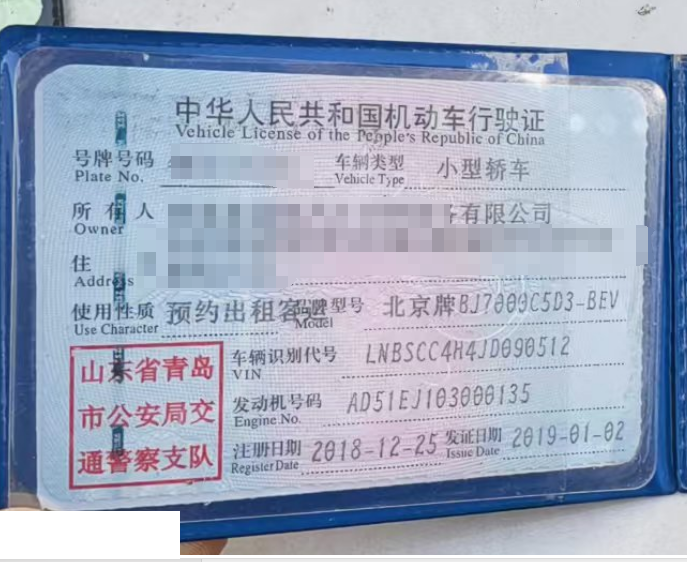 中华人民共和国机动车行驶证
Vehicle License of the People's Republic of China
号牌号码 车辆类型 小型轿车
Plate No. Vehicle Type
所有人 有限公司
Owner
住
Address
使用性质 预约出租客运 品牌型号 北京牌BJ7000C5D3-BEV
Use Character Model
车辆识别代号 LNBSCC4H4JD090512
VIN
发动机号码 AD51EJ103000135
Engine No.
注册日期 2018-12-25 发证日期 2019-01-02
Register Date Issue Date
山东省青岛
市公安局交
通警察支队